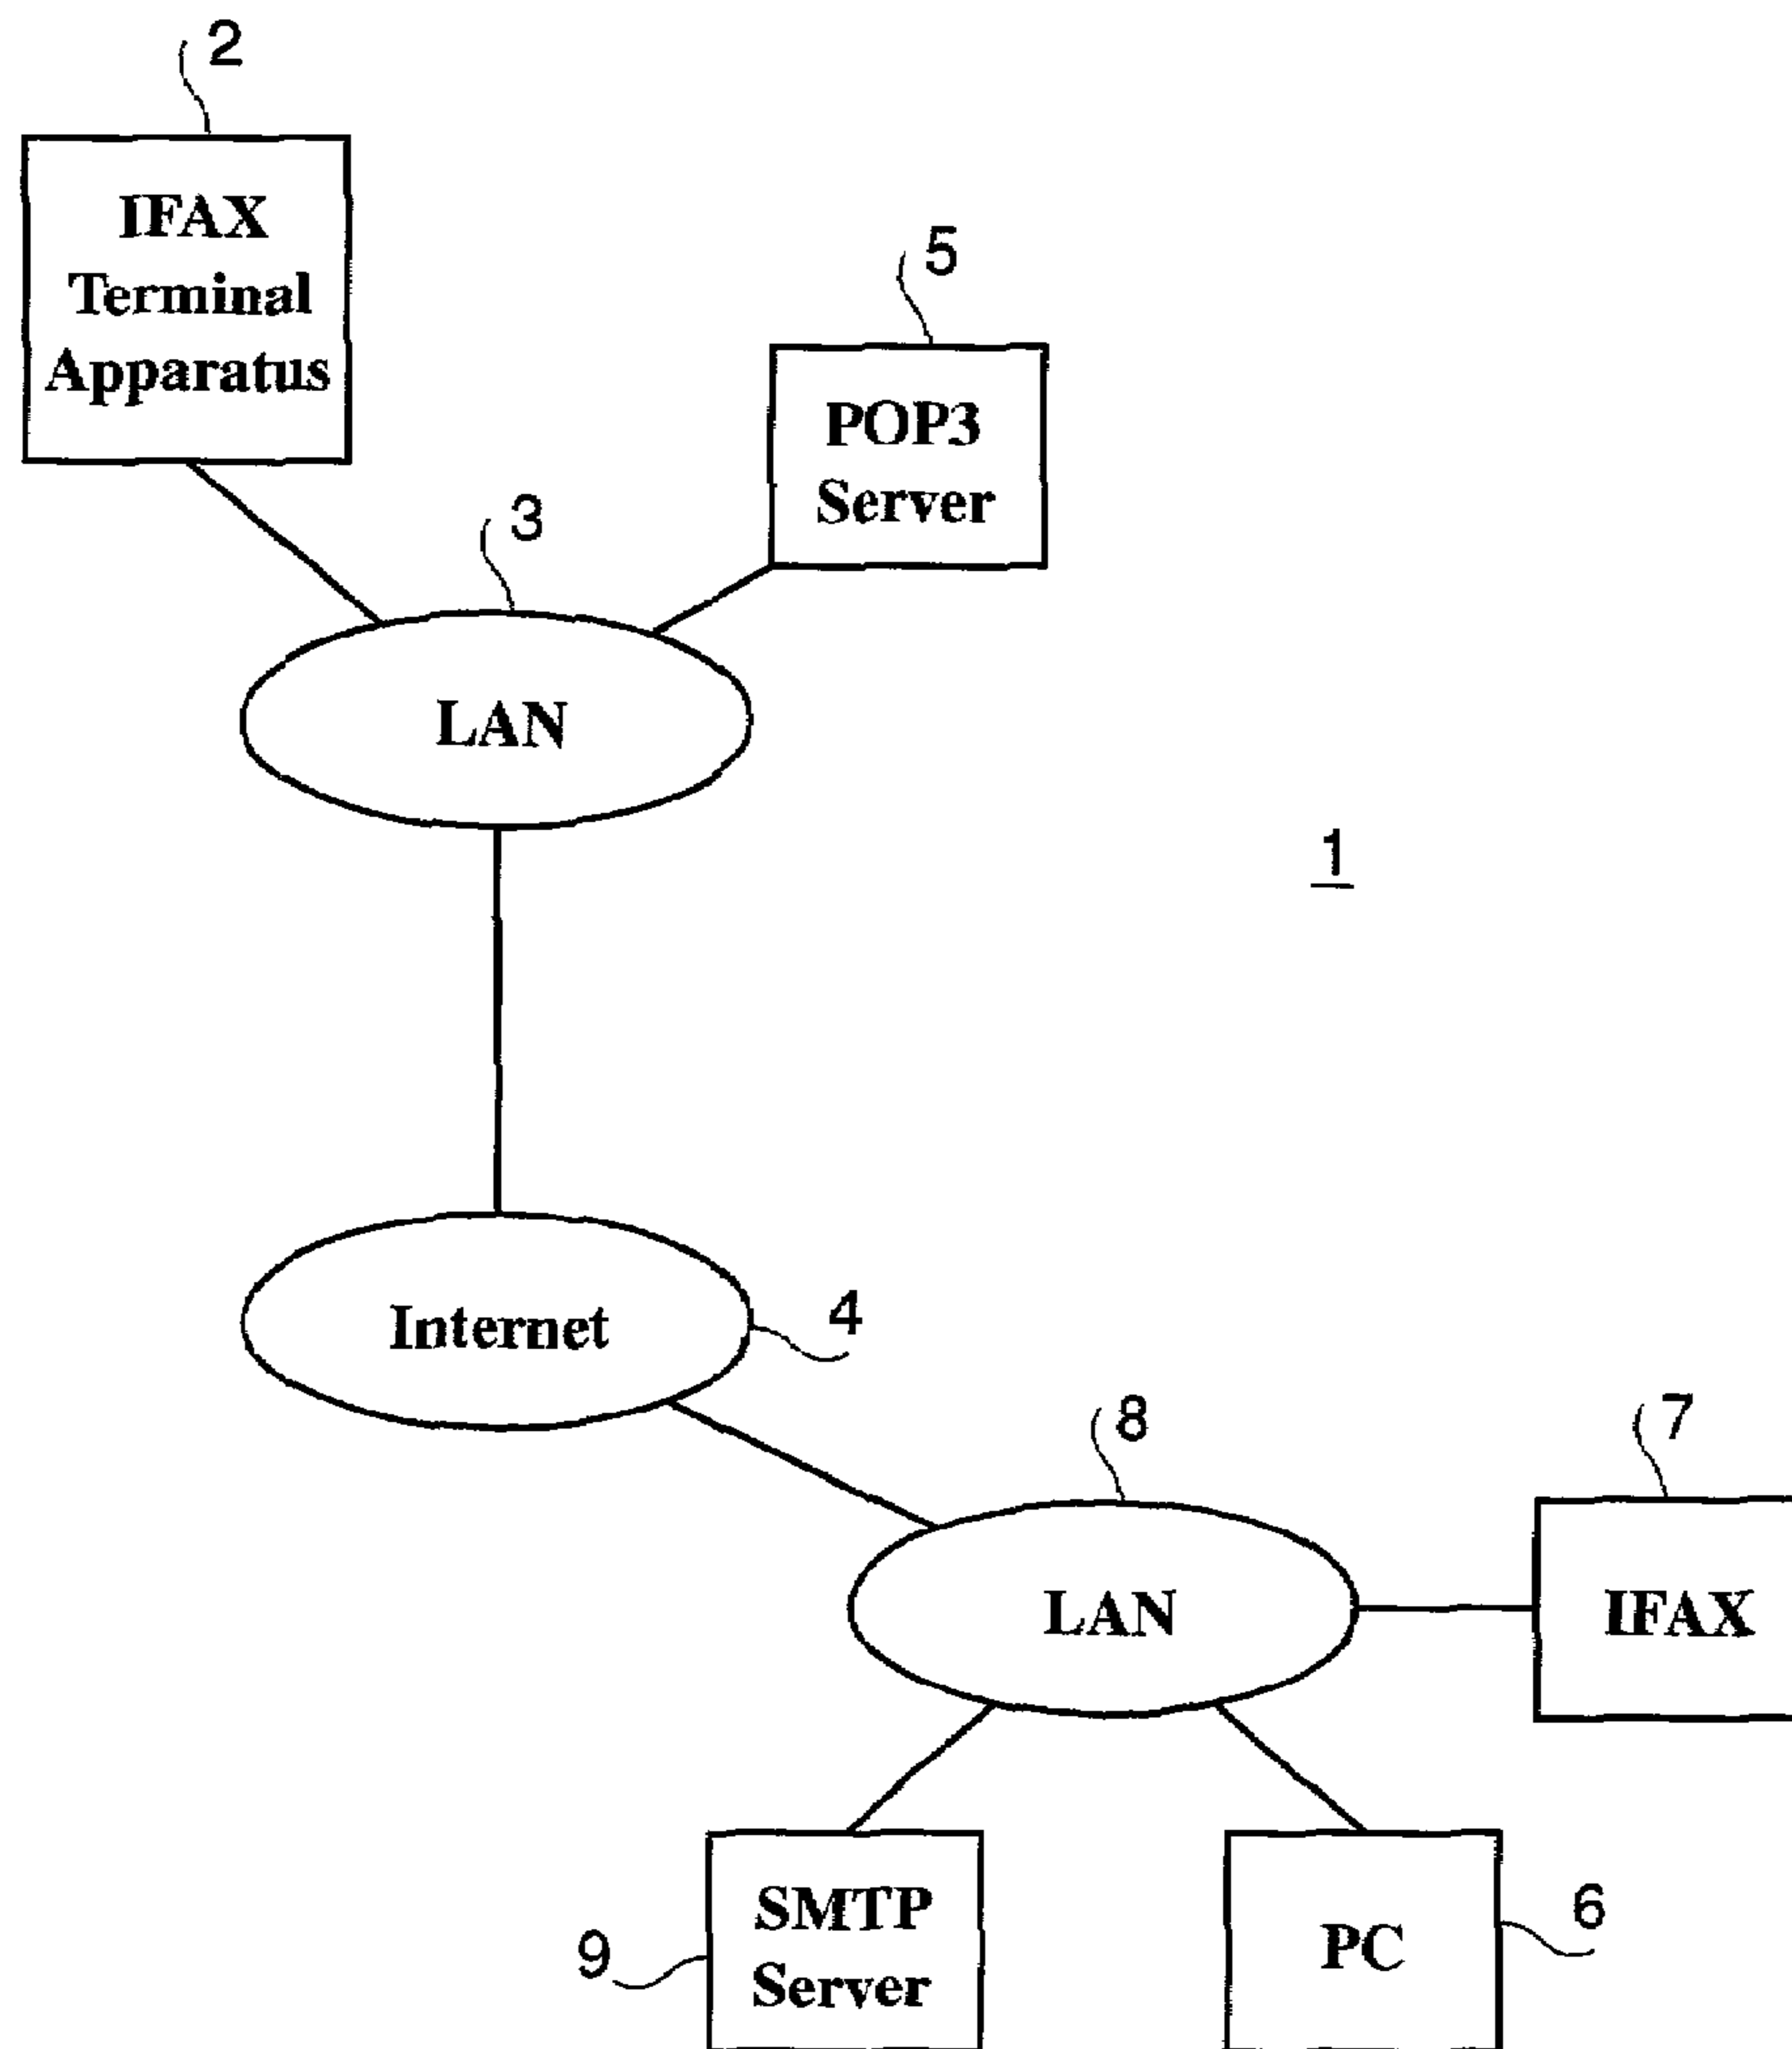 2
IFAX
Terminal
Apparatus
5
POP3
Server
3
LAN
1
Internet
4
8
7
LAN
IFAX
SMTP
Server
9
PC
6